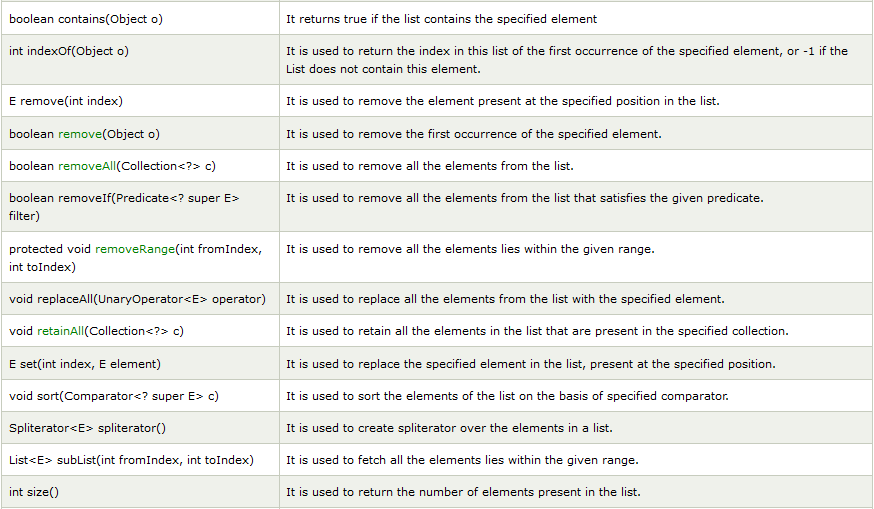 boolean contains(Object o)
It returns true if the list contains the specified element
int indexOf(Object o)
It is used to return the index in this list of the first occurrence of the specified element, or -1 if the
List does not contain this element.
E remove(int index)
It is used to remove the element present at the specified position in the list.
boolean remove(Object o)
It is used to remove the first occurrence of the specified element.
boolean removeAll(Collection<?> c)
It is used to remove all the elements from the list.
boolean removeIf(Predicate<? super E>
filter)
It is used to remove all the elements from the list that satisfies the given predicate.
protected void removeRange(int fromIndex,
int toIndex)
It is used to remove all the elements lies within the given range.
void replaceAll(UnaryOperator<E> operator)
It is used to replace all the elements from the list with the specified element.
void retainAll(Collection<?> c)
It is used to retain all the elements in the list that are present in the specified collection.
E set(int index, E element)
It is used to replace the specified element in the list, present at the specified position.
void sort(Comparator<? super E> c)
It is used to sort the elements of the list on the basis of specified comparator.
Spliterator<E> spliterator()
It is used to create spliterator over the elements in a list.
List<E> subList(int fromIndex, int toIndex)
It is used to fetch all the elements lies within the given range.
int size()
It is used to return the number of elements present in the list.